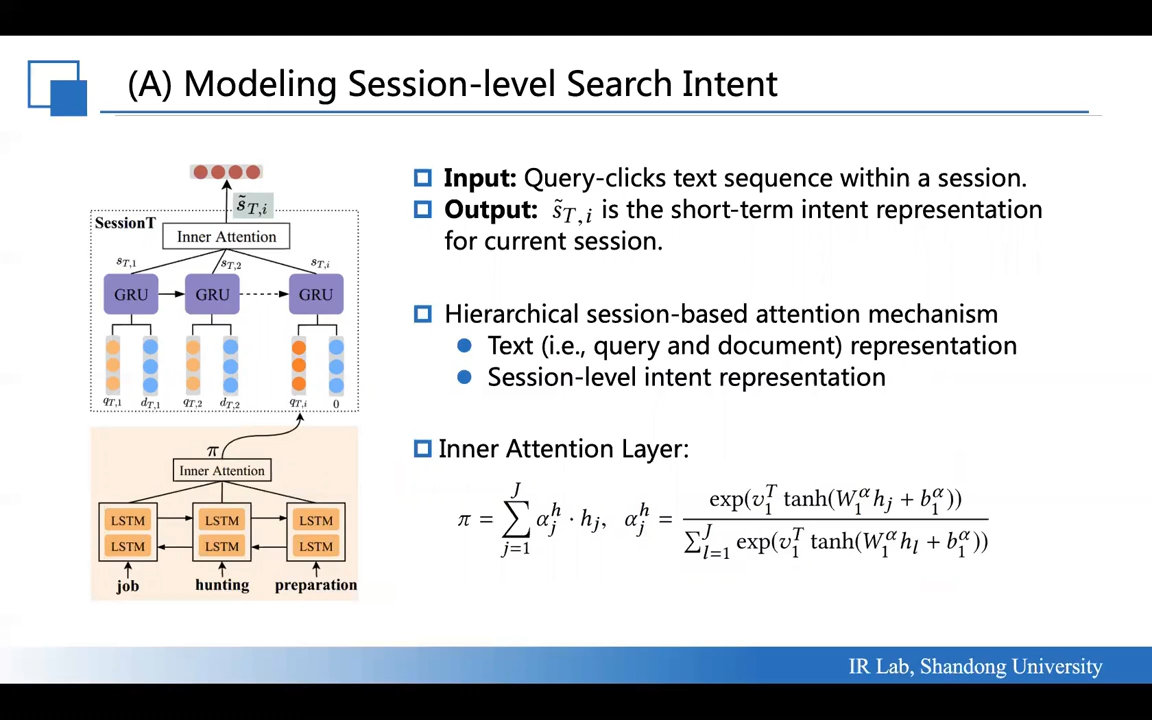 (A) Modeling Session-level Search Intent
s̃_{T,i}
SessionT
Inner Attention
s_{T,1} s_{T,2} s_{T,i}
GRU GRU GRU
q_{T,1} d_{T,1} q_{T,2} d_{T,2} q_{T,i} 0
π
Inner Attention
LSTM LSTM LSTM
LSTM LSTM LSTM
job hunting preparation
Input: Query-clicks text sequence within a session.
Output: s̃_{T,i} is the short-term intent representation
for current session.
Hierarchical session-based attention mechanism
Text (i.e., query and document) representation
Session-level intent representation
Inner Attention Layer:
π = ∑_{j=1}^{J} α_j^h · h_j, α_j^h = exp(v_1^T tanh(W_1^α h_j + b_1^α)) / ∑_{l=1}^{J} exp(v_1^T tanh(W_1^α h_l + b_1^α))
IR Lab, Shandong University